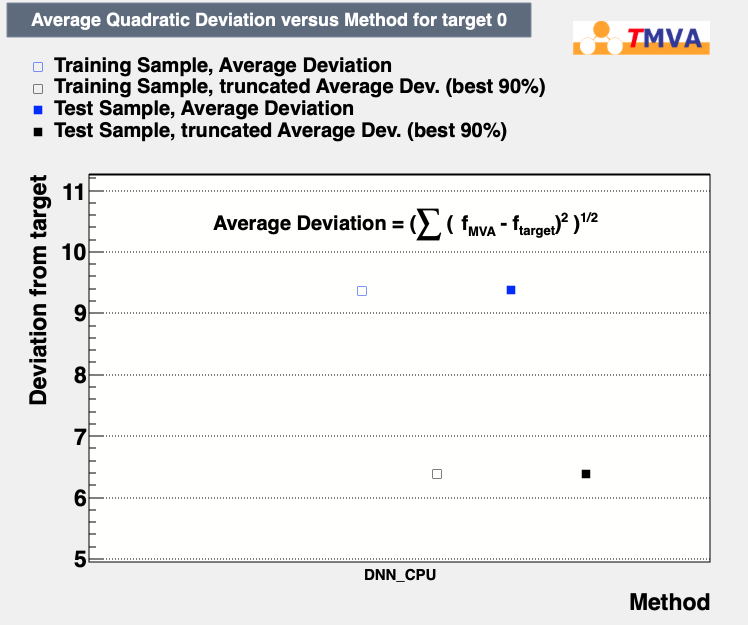 Average Quadratic Deviation versus Method for target 0
TMVA
Training Sample, Average Deviation
Training Sample, truncated Average Dev. (best 90%)
Test Sample, Average Deviation
Test Sample, truncated Average Dev. (best 90%)
Deviation from target
11
10
9
8
7
6
5
Average Deviation = (∑ ( f_MVA - f_target)² )^1/2
DNN_CPU
Method